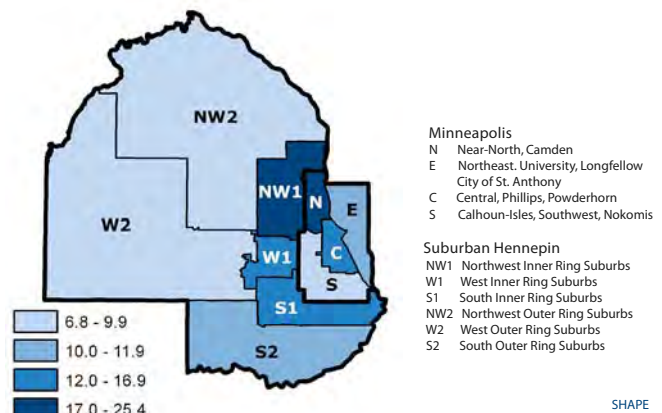 NW2
NW1
N
E
W2
W1
C
S
S1
S2
6.8 - 9.9
10.0 - 11.9
12.0 - 16.9
17.0 - 25.4
Minneapolis
N Near-North, Camden
E Northeast. University, Longfellow
City of St. Anthony
C Central, Phillips, Powderhorn
S Calhoun-Isles, Southwest, Nokomis
Suburban Hennepin
NW1 Northwest Inner Ring Suburbs
W1 West Inner Ring Suburbs
S1 South Inner Ring Suburbs
NW2 Northwest Outer Ring Suburbs
W2 West Outer Ring Suburbs
S2 South Outer Ring Suburbs
SHAPE